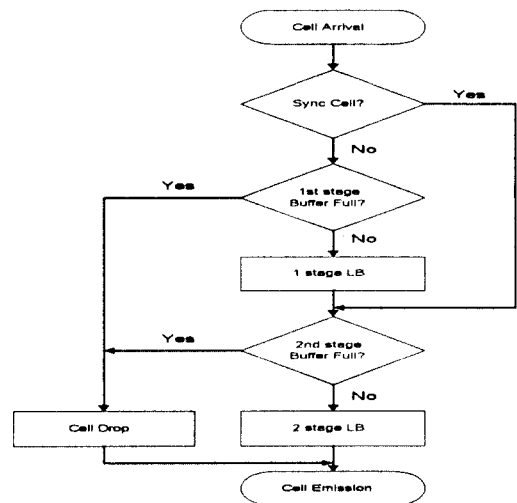 Cell Arrival
Sync Cell?
Yes
No
Yes
1st stage
Buffer Full?
No
1 stage LB
Yes
2nd stage
Buffer Full?
No
Cell Drop
2 stage LB
Cell Emission